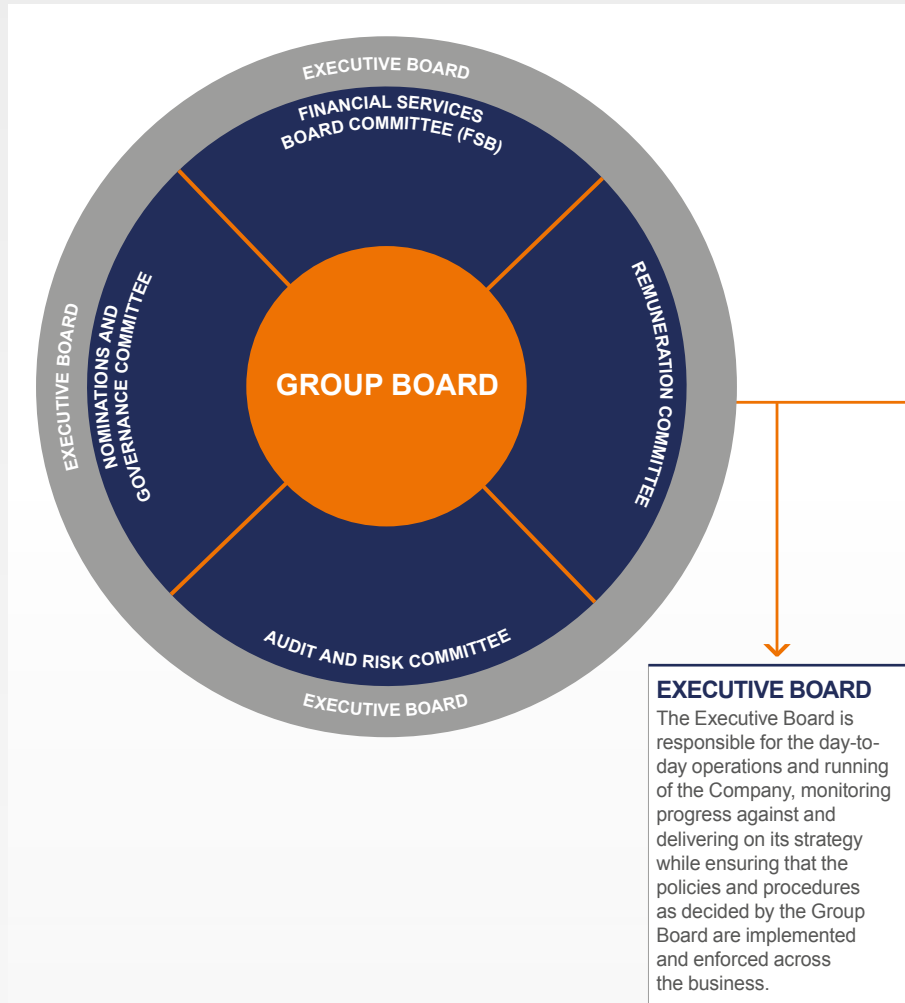 EXECUTIVE BOARD
FINANCIAL SERVICES
BOARD COMMITTEE (FSB)
EXECUTIVE BOARD
NOMINATIONS AND
GOVERNANCE COMMITTEE
GROUP BOARD
REMUNERATION COMMITTEE
AUDIT AND RISK COMMITTEE
EXECUTIVE BOARD
EXECUTIVE BOARD
The Executive Board is
responsible for the day-to-
day operations and running
of the Company, monitoring
progress against and
delivering on its strategy
while ensuring that the
policies and procedures
as decided by the Group
Board are implemented
and enforced across
the business.